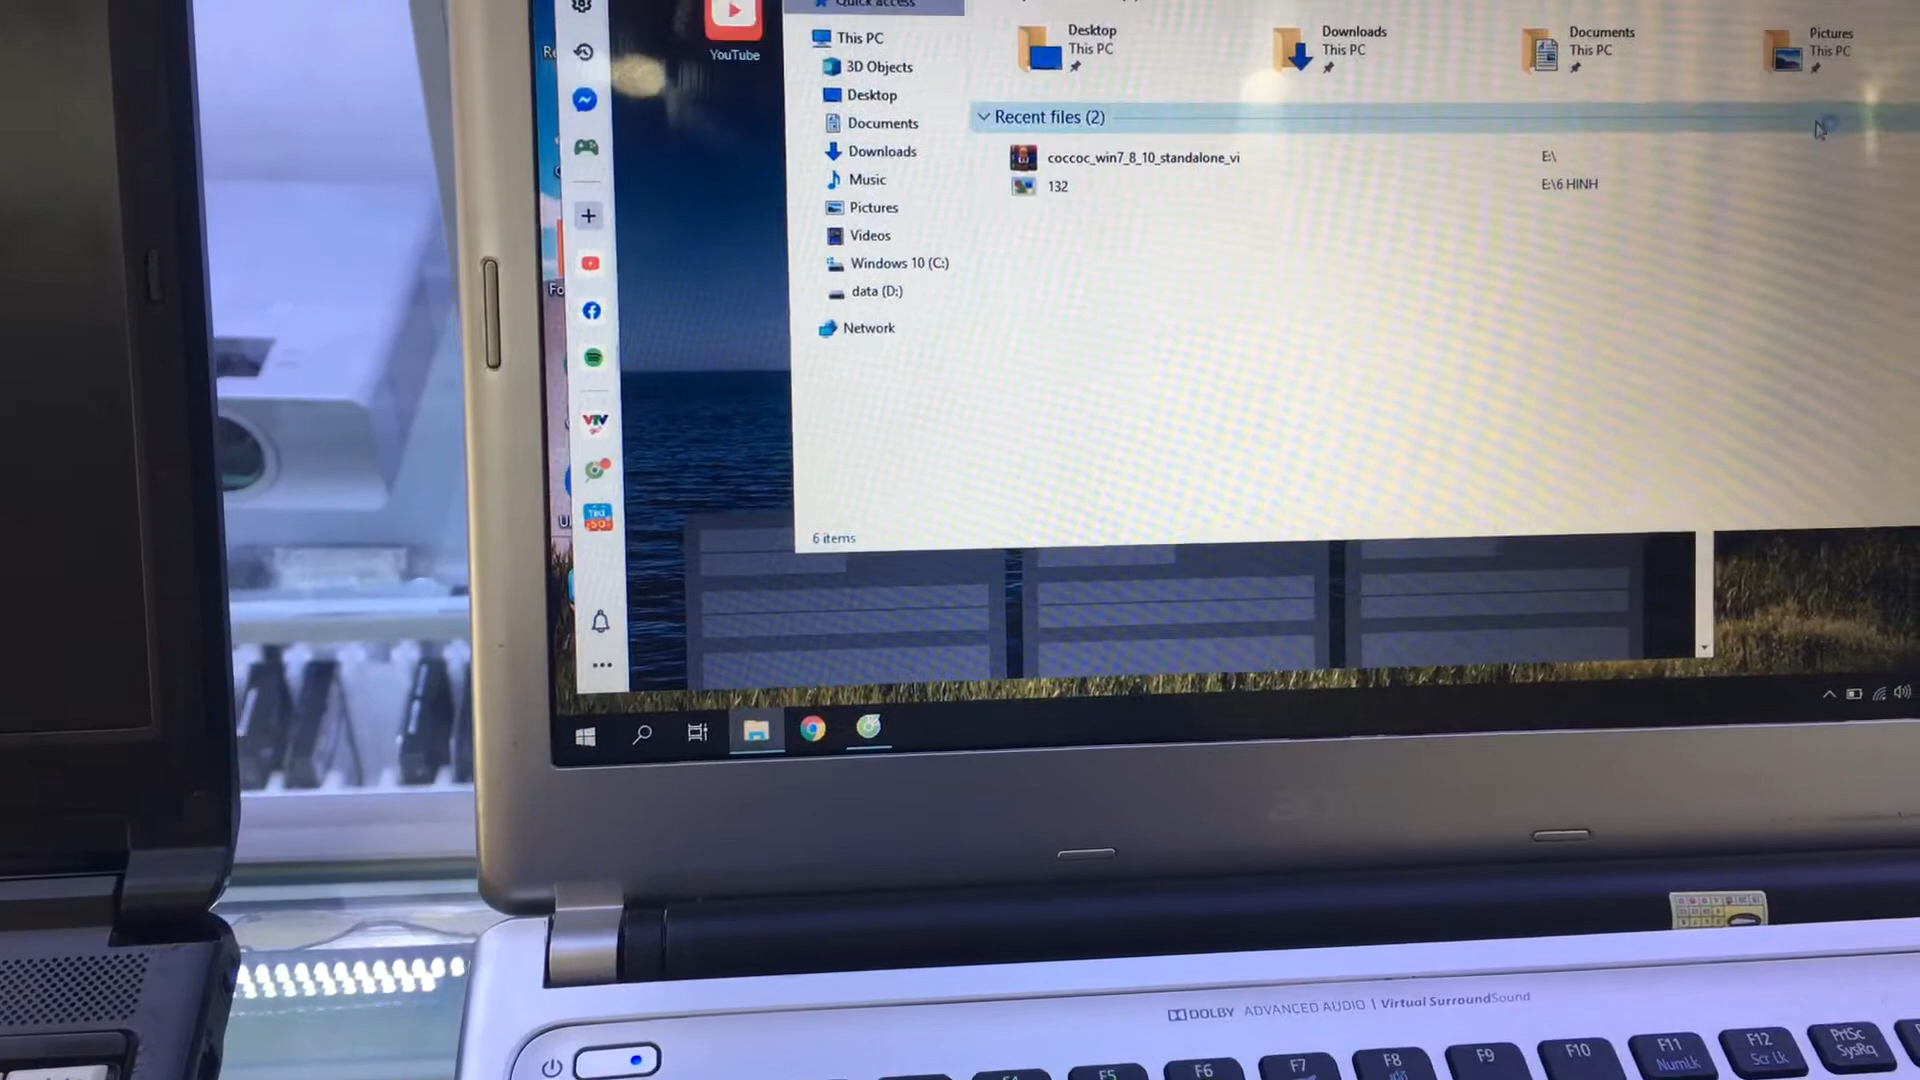 Quick access
YouTube
This PC
3D Objects
Desktop
Documents
Downloads
Music
Pictures
Videos
Windows 10 (C:)
data (D:)
Network
Desktop
This PC
Downloads
This PC
Documents
This PC
Pictures
This PC
Recent files (2)
coccoc_win7_8_10_standalone_vi E:\
132 E:\6 HINH
VTV
TIKI
6 items
DOLBY ADVANCED AUDIO | Virtual SurroundSound
F5 F6 F7 F8 F9 F10 F11 F12 PrtSc
NumLk Scr Lk SysRq